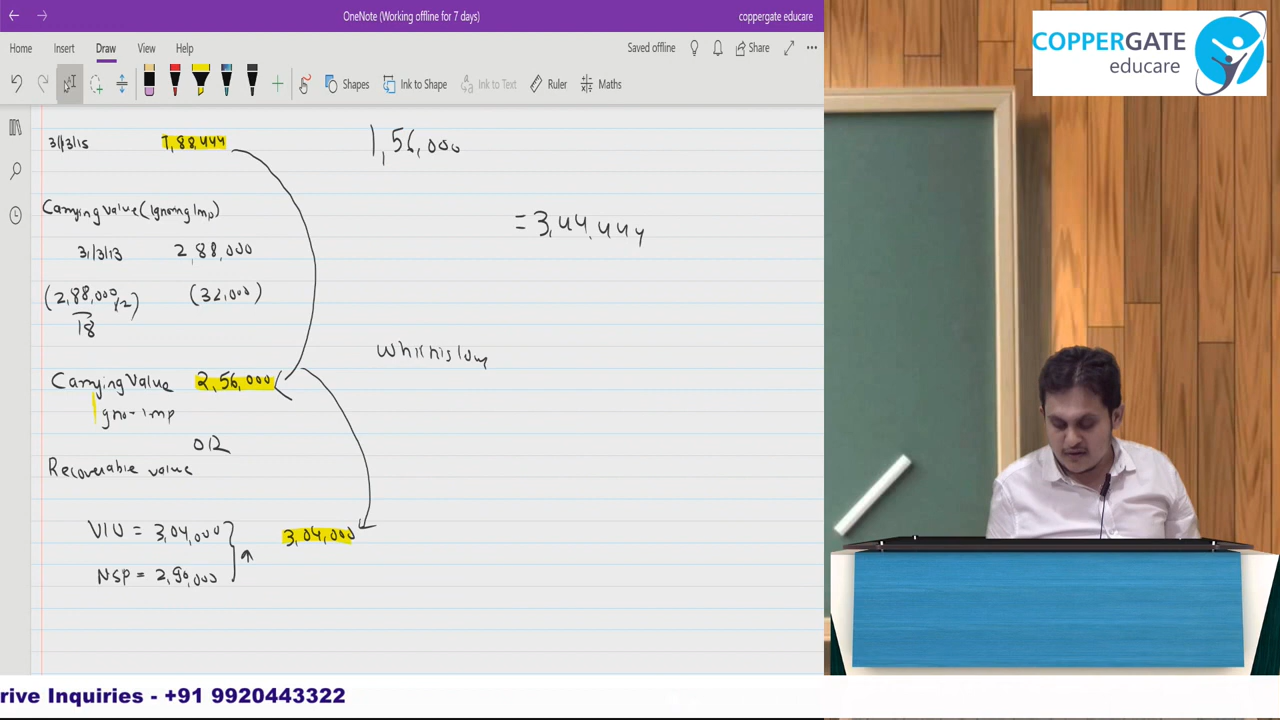 OneNote (Working offline for 7 days)
coppergate educare
Home Insert Draw View Help
Saved offline
Share
Shapes
Ink to Shape
Ink to Text
Ruler
Maths
COPPERGATE
educare
31/3/15 1,88,444
1,56,000
Carrying value (Ignoring Imp)
= 3,44,444
31/3/13 2,88,000
(2,88,000 x2) (32,000)
18
Carrying Value 2,56,000
Igno-Imp
OR
Recoverable value
VIU = 3,04,000
3,04,000
NSP = 2,90,000
rive Inquiries - +91 9920443322